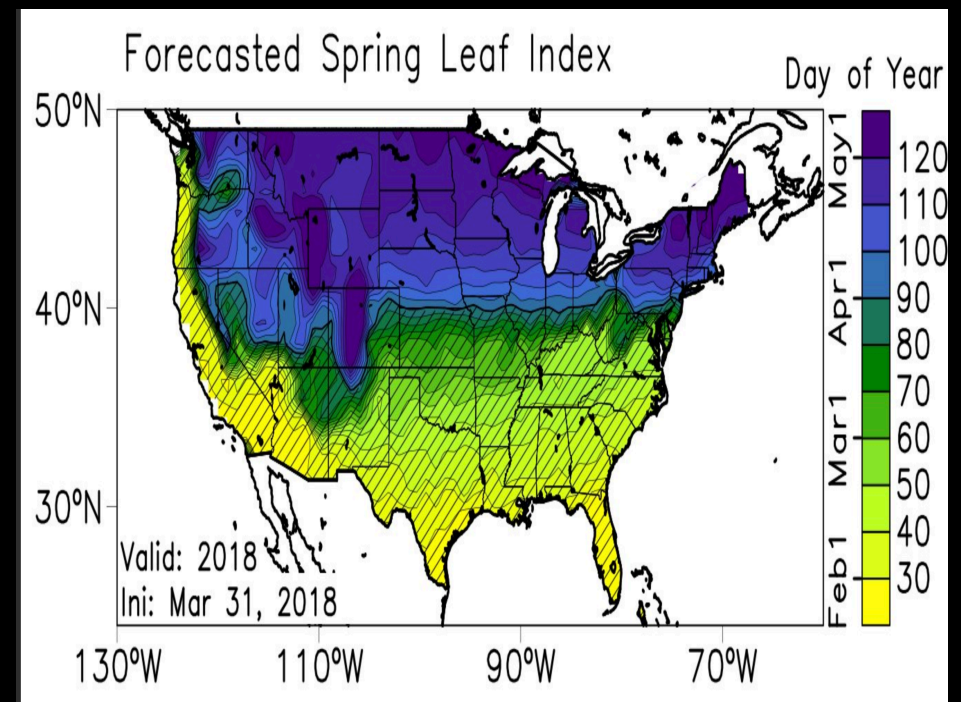 Forecasted Spring Leaf Index
Day of Year
50°N
40°N
30°N
130°W
110°W
90°W
70°W
Valid: 2018
Ini: Mar 31, 2018
May1
Apr1
Mar1
Feb1
120
110
100
90
80
70
60
50
40
30